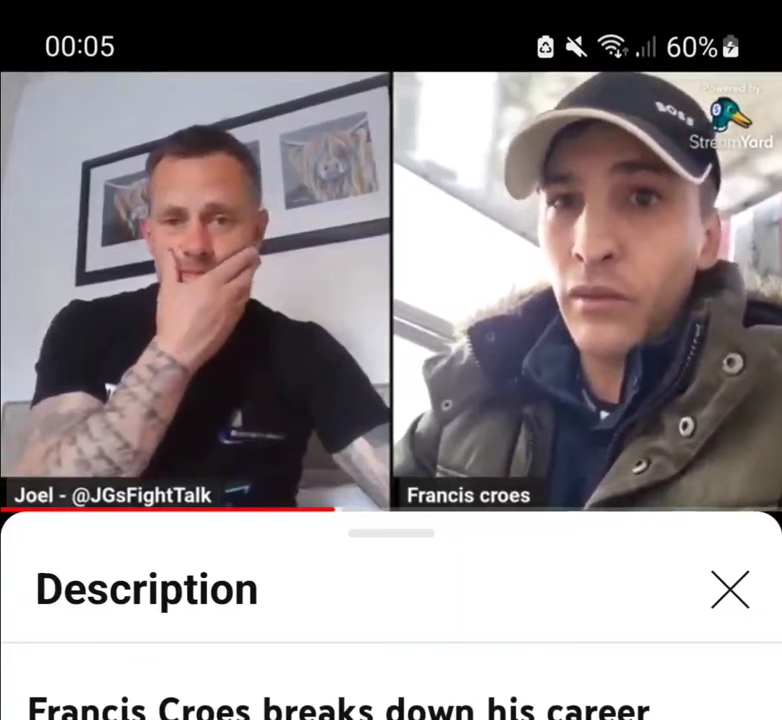 00:05
60%
Powered by
StreamYard
BOSS
Joel - @JGsFightTalk
Francis croes
Description
Francis Croes breaks down his career